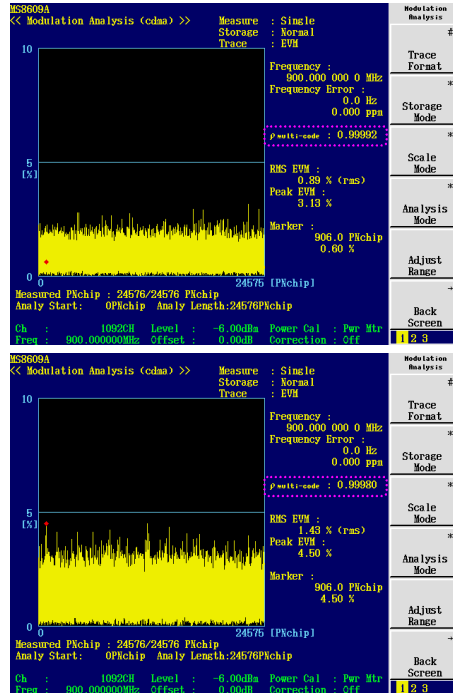 MS8609A
<< Modulation Analysis (cdma) >> Measure : Single
Storage : Normal
Trace : EVM
10
5
[%]
0
0 24575 [PNchip]
Frequency :
900.000 000 0 MHz
Frequency Error :
0.0 Hz
0.000 ppm
ρ multi-code : 0.99992
RMS EVM :
0.89 % (rms)
Peak EVM :
3.13 %
Marker :
906.0 PNchip
0.60 %
Measured PNchip : 24576/24576 PNchip
Analy Start: 0PNchip Analy Length:24576PNchip
Ch : 1092CH Level : -6.00dBm Power Cal : Pwr Mtr
Freq : 900.000000MHz Offset : 0.00dB Correction : Off
Modulation
Analysis
#
Trace
Format
*
Storage
Mode
*
Scale
Mode
*
Analysis
Mode
Adjust
Range
→
Back
Screen
1 2 3
MS8609A
<< Modulation Analysis (cdma) >> Measure : Single
Storage : Normal
Trace : EVM
10
5
[%]
0
0 24575 [PNchip]
Frequency :
900.000 000 0 MHz
Frequency Error :
0.0 Hz
0.000 ppm
ρ multi-code : 0.99980
RMS EVM :
1.43 % (rms)
Peak EVM :
4.50 %
Marker :
906.0 PNchip
4.50 %
Measured PNchip : 24576/24576 PNchip
Analy Start: 0PNchip Analy Length:24576PNchip
Ch : 1092CH Level : -6.00dBm Power Cal : Pwr Mtr
Freq : 900.000000MHz Offset : 0.00dB Correction : Off
Modulation
Analysis
#
Trace
Format
*
Storage
Mode
*
Scale
Mode
*
Analysis
Mode
Adjust
Range
→
Back
Screen
1 2 3